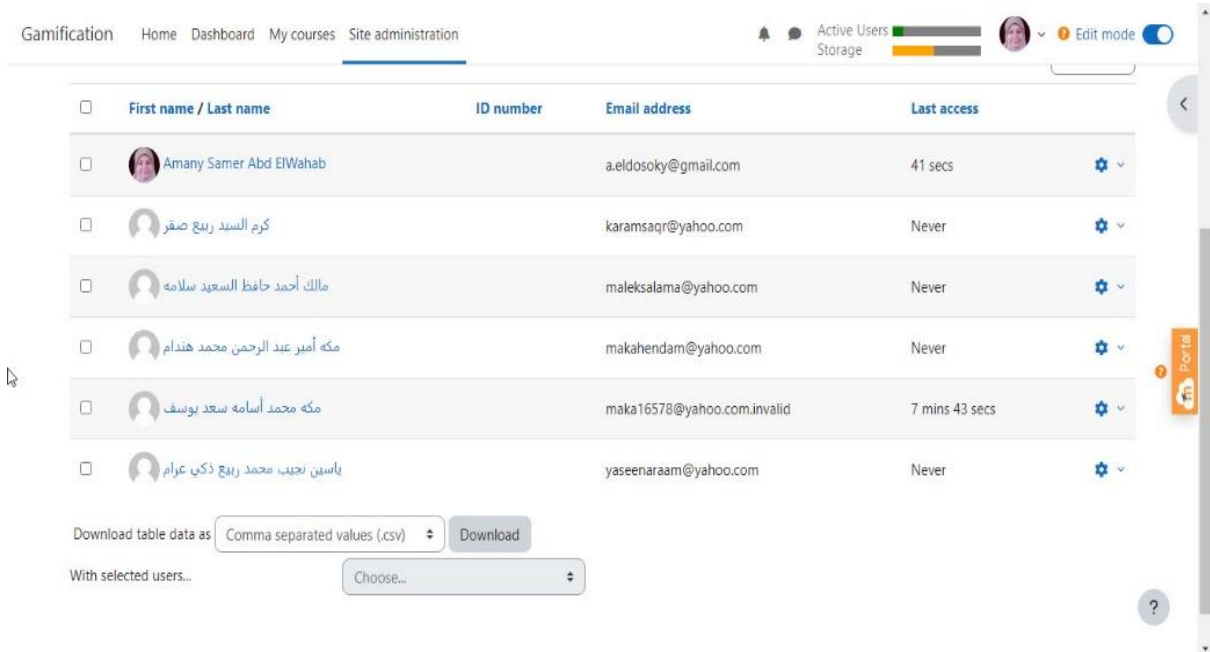 Gamification Home Dashboard My courses Site administration Active Users Edit mode
Storage
First name / Last name ID number Email address Last access
Amany Samer Abd ElWahab a.eldosoky@gmail.com 41 secs
كرم السيد ربيع صقر karamsaqr@yahoo.com Never
مالك أحمد حافظ السعيد سلامه maleksalama@yahoo.com Never
مكه أمير عبد الرحمن محمد هندام makahendam@yahoo.com Never
Portal
مكه محمد أسامه سعد يوسف maka16578@yahoo.com.invalid 7 mins 43 secs
ياسين نجيب محمد ربيع ذكي عرام yaseenaraam@yahoo.com Never
Download table data as Comma separated values (.csv) Download
With selected users... Choose...
?